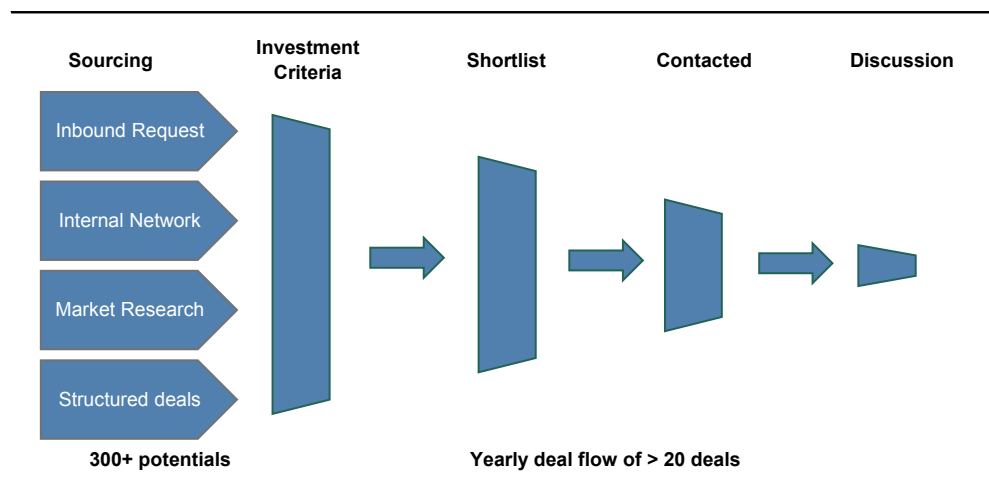 Sourcing
Investment
Criteria
Shortlist
Contacted
Discussion
Inbound Request
Internal Network
Market Research
Structured deals
300+ potentials
Yearly deal flow of > 20 deals